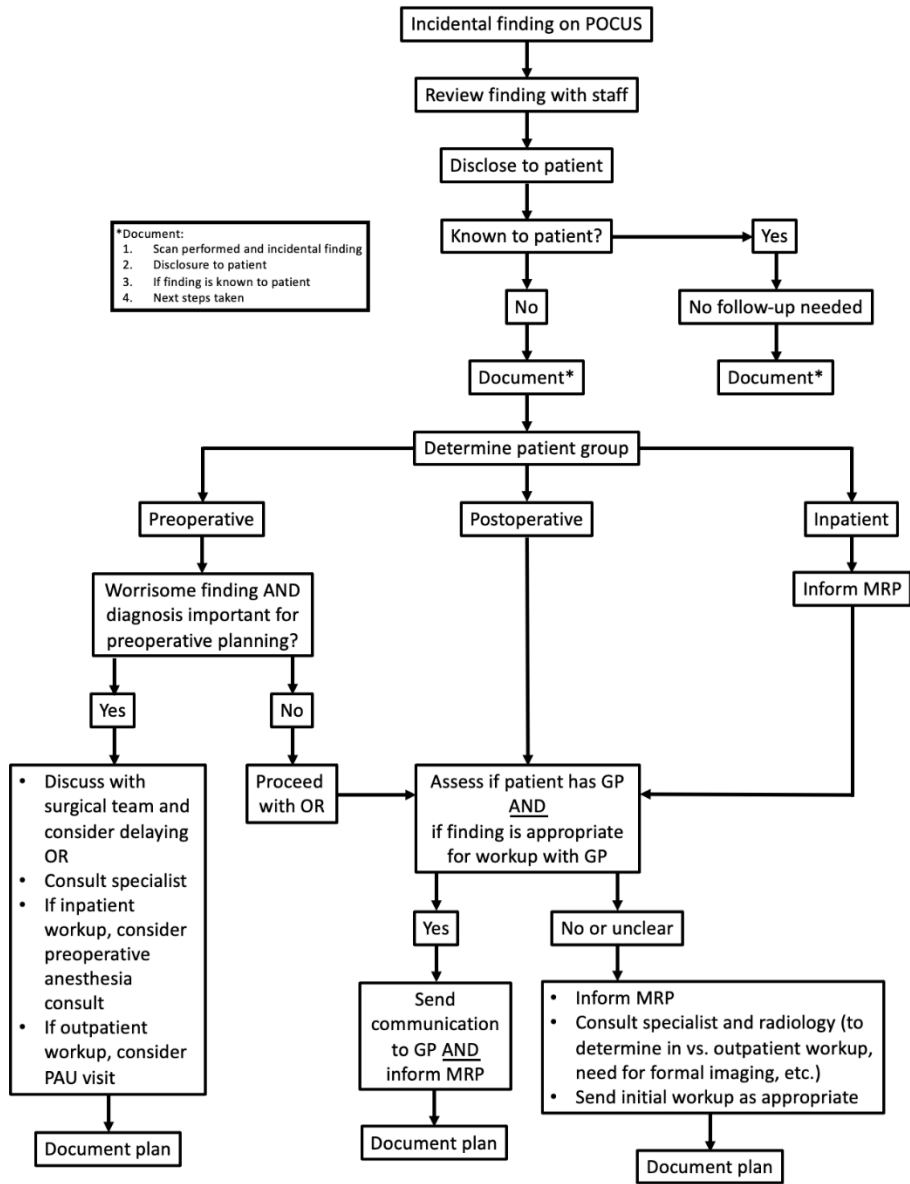 Incidental finding on POCUS
Review finding with staff
Disclose to patient
*Document:
1. Scan performed and incidental finding
2. Disclosure to patient
3. If finding is known to patient
4. Next steps taken
Known to patient?
Yes
No
No follow-up needed
Document*
Document*
Determine patient group
Preoperative
Postoperative
Inpatient
Worrisome finding AND
diagnosis important for
preoperative planning?
Inform MRP
Yes
No
• Discuss with
surgical team and
consider delaying
OR
• Consult specialist
• If inpatient
workup, consider
preoperative
anesthesia
consult
• If outpatient
workup, consider
PAU visit
Proceed
with OR
Assess if patient has GP
AND
if finding is appropriate
for workup with GP
Yes
No or unclear
Send
communication
to GP AND
inform MRP
• Inform MRP
• Consult specialist and radiology (to
determine in vs. outpatient workup,
need for formal imaging, etc.)
• Send initial workup as appropriate
Document plan
Document plan
Document plan